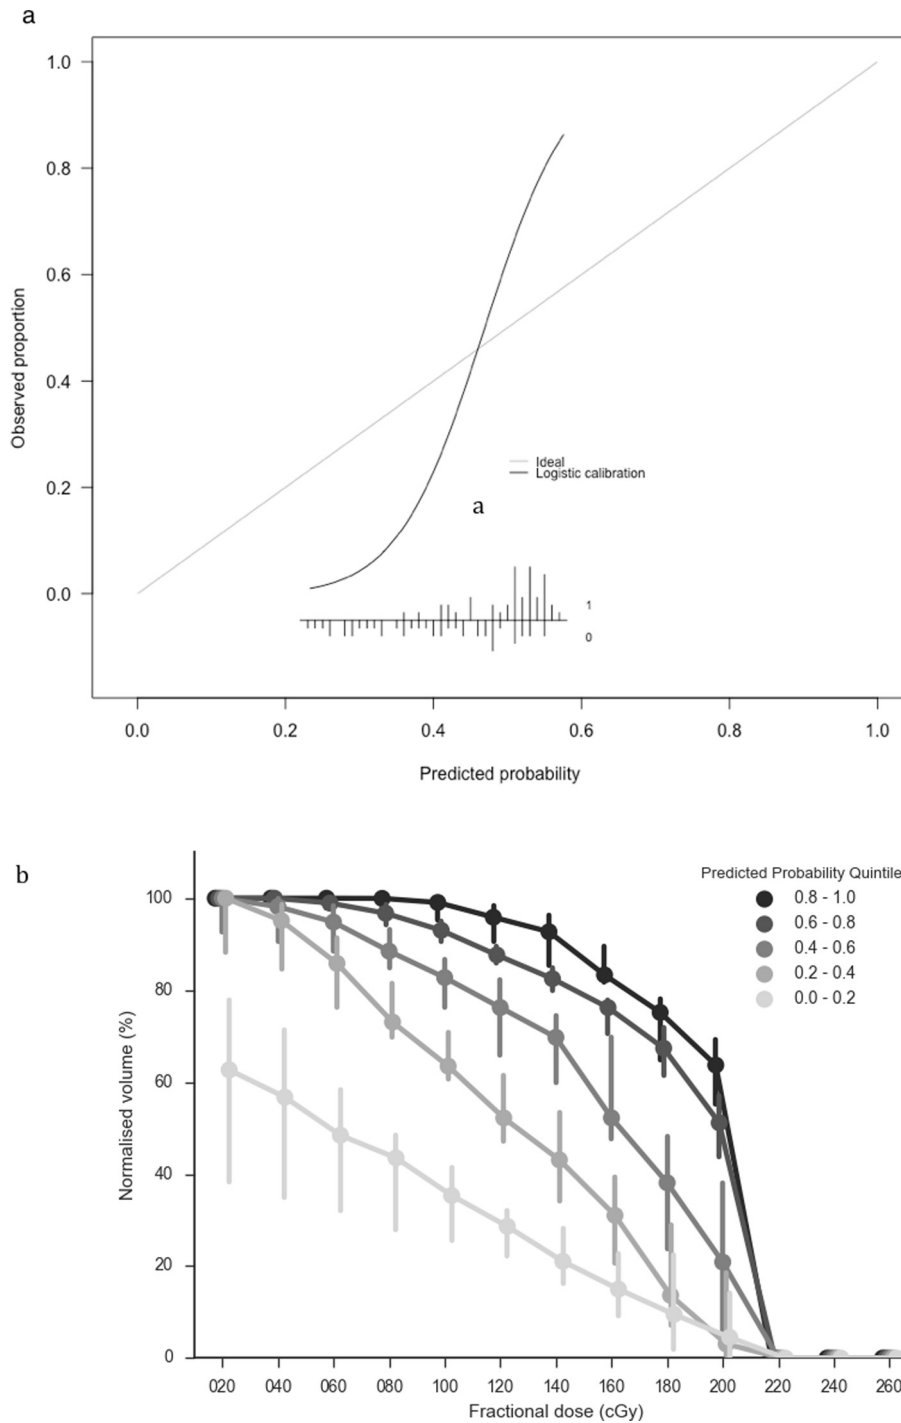 a
1.0
0.8
0.6
0.4
0.2
0.0
Observed proportion
Ideal
Logistic calibration
a
1
0
0.0 0.2 0.4 0.6 0.8 1.0
Predicted probability
b
Predicted Probability Quintile
0.8 - 1.0
0.6 - 0.8
0.4 - 0.6
0.2 - 0.4
0.0 - 0.2
100
80
60
40
20
0
Normalised volume (%)
020 040 060 080 100 120 140 160 180 200 220 240 260
Fractional dose (cGy)